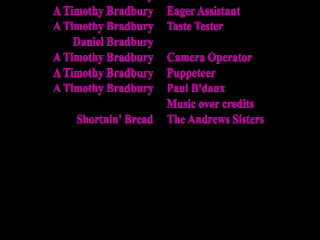 A Timothy Bradbury Eager Assistant
A Timothy Bradbury Taste Tester
Daniel Bradbury
A Timothy Bradbury Camera Operator
A Timothy Bradbury Puppeteer
A Timothy Bradbury Paul B'daux
Music over credits
Shortnin' Bread The Andrews Sisters